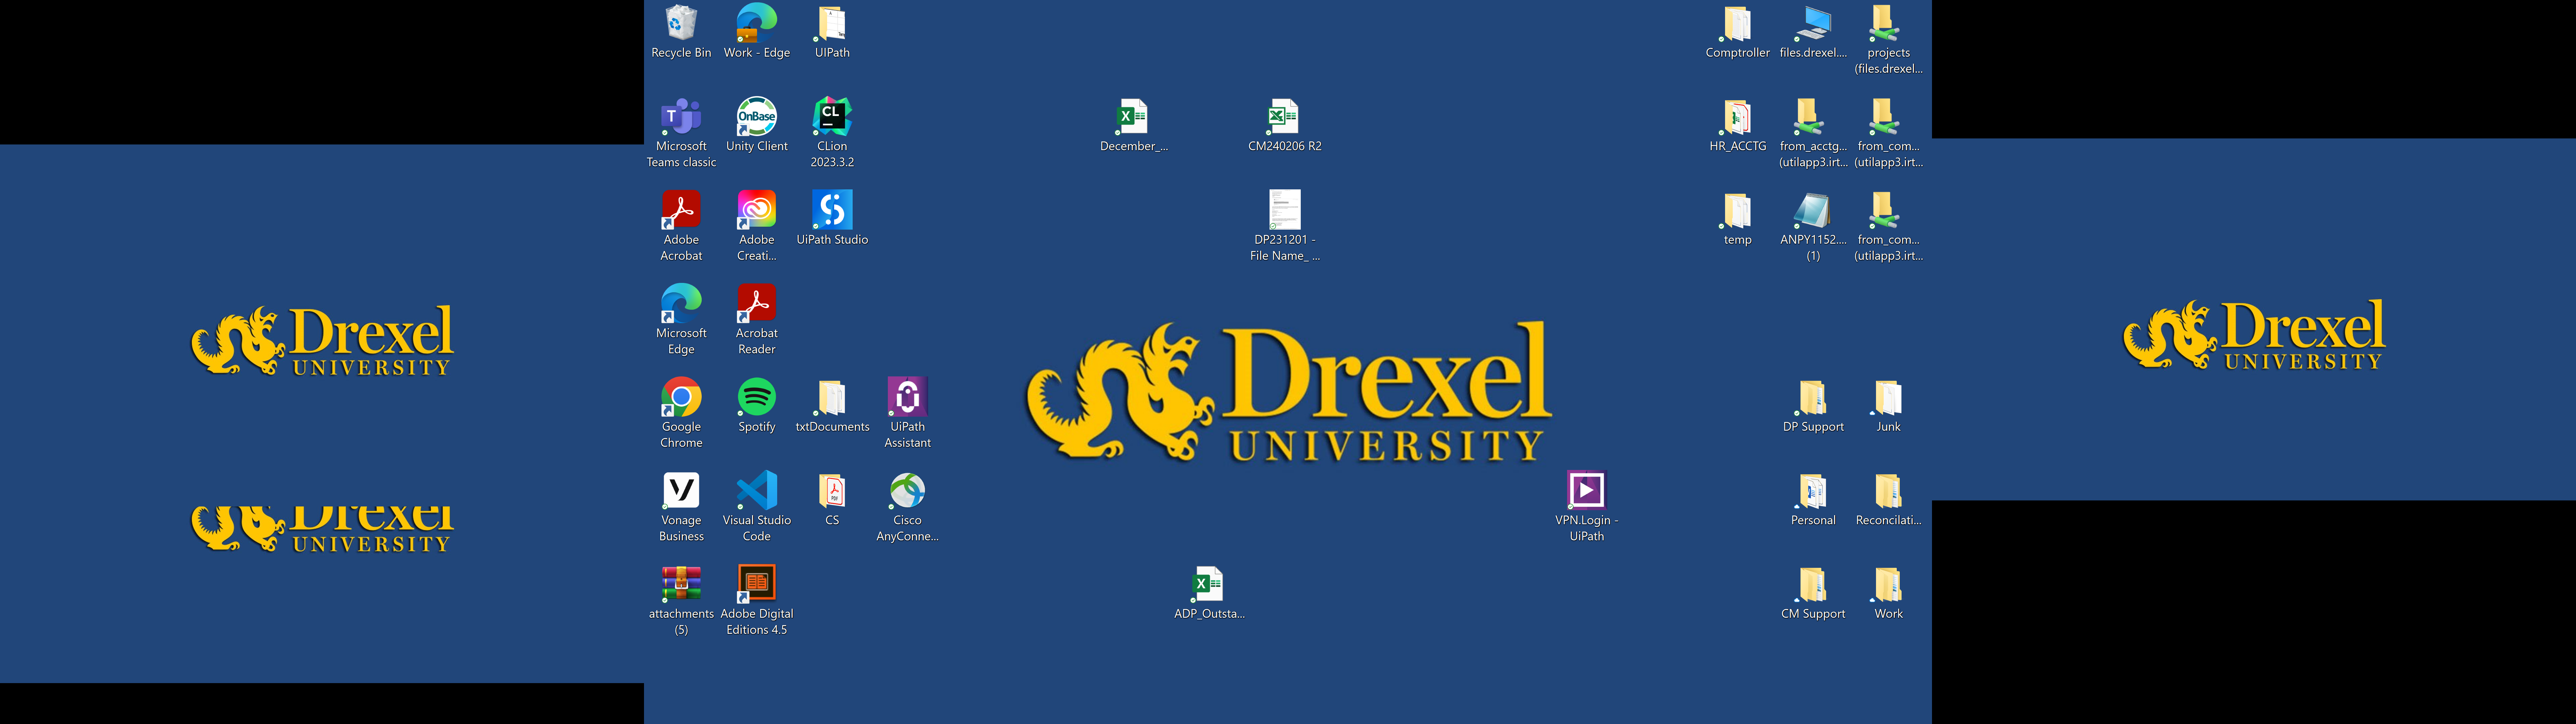 Recycle Bin
Work - Edge
UIPath
Comptroller
files.drexel....
projects
(files.drexel...
Microsoft
Teams classic
OnBase
Unity Client
CL
CLion
2023.3.2
December_...
CM240206 R2
HR_ACCTG
from_acctg...
(utilapp3.irt...
from_com...
(utilapp3.irt...
Adobe
Acrobat
Adobe
Creati...
UiPath Studio
DP231201 -
File Name_ ...
temp
ANPY1152....
(1)
from_com...
(utilapp3.irt...
Microsoft
Edge
Acrobat
Reader
Drexel
UNIVERSITY
Drexel
UNIVERSITY
Drexel
UNIVERSITY
Google
Chrome
Spotify
txtDocuments
UiPath
Assistant
DP Support
Junk
Vonage
Business
Visual Studio
Code
PDF
CS
Cisco
AnyConne...
VPN.Login -
UiPath
Personal
Reconcilati...
Drexel
UNIVERSITY
attachments
(5)
Adobe Digital
Editions 4.5
ADP_Outsta...
CM Support
Work